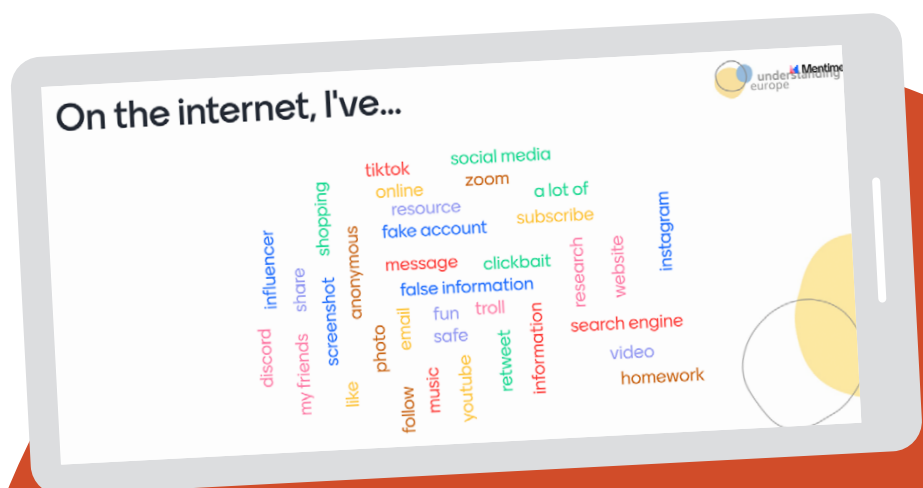 On the internet, I've...
understanding
europe
Mentime
tiktok
social media
online
zoom
a lot of
resource
subscribe
fake account
shopping
influencer
share
anonymous
screenshot
message
clickbait
false information
research
website
instagram
discord
my friends
like
photo
email
fun
troll
safe
follow
music
youtube
retweet
information
search engine
video
homework